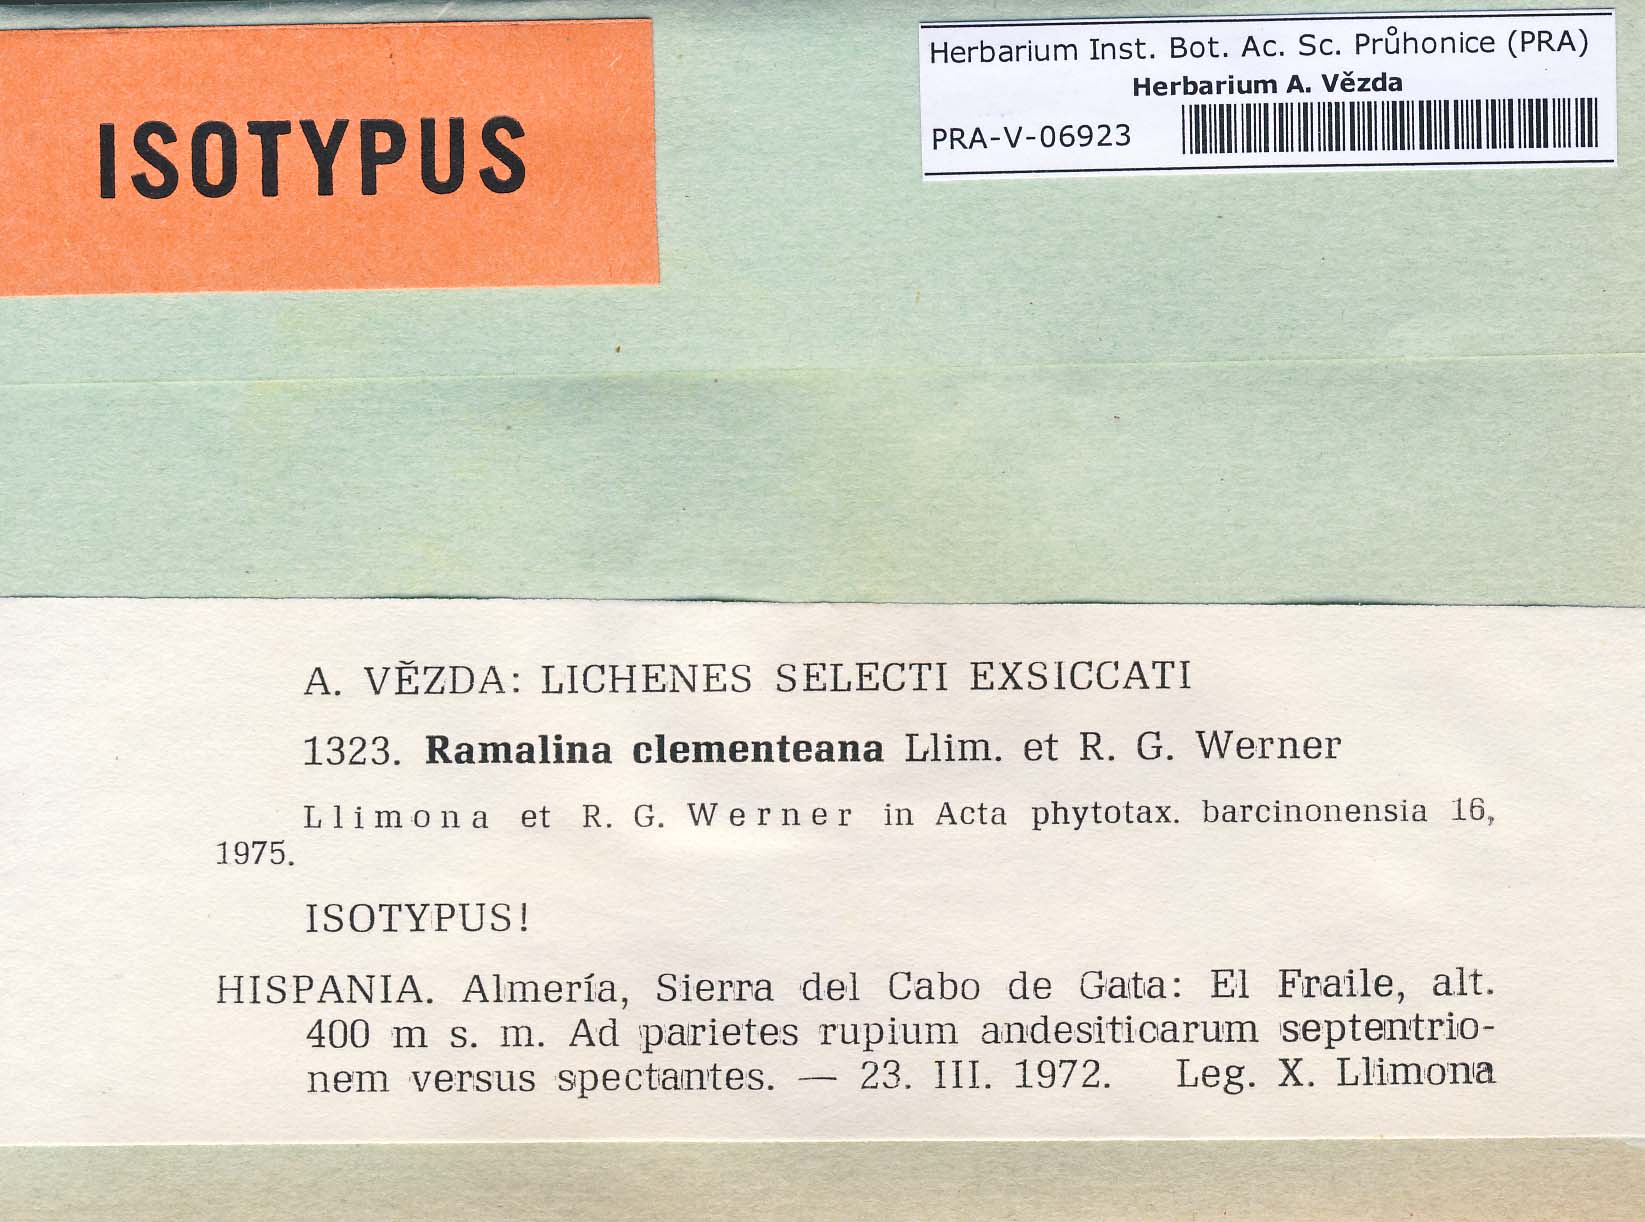 ISOTYPUS
Herbarium Inst. Bot. Ac. Sc. Průhonice (PRA)
Herbarium A. Vězda
PRA-V-06923
A. VĚZDA: LICHENES SELECTI EXSICCATI
1323. Ramalina clementeana Llim. et R. G. Werner
Llimona et R. G. Werner in Acta phytotax. barcinonensia 16,
1975.
ISOTYPUS!
HISPANIA. Almería, Sierra del Cabo de Gata: El Fraile, alt.
400 m s. m. Ad parietes rupium andesiticarum septentrio-
nem versus spectantes. — 23. III. 1972. Leg. X. Llimona